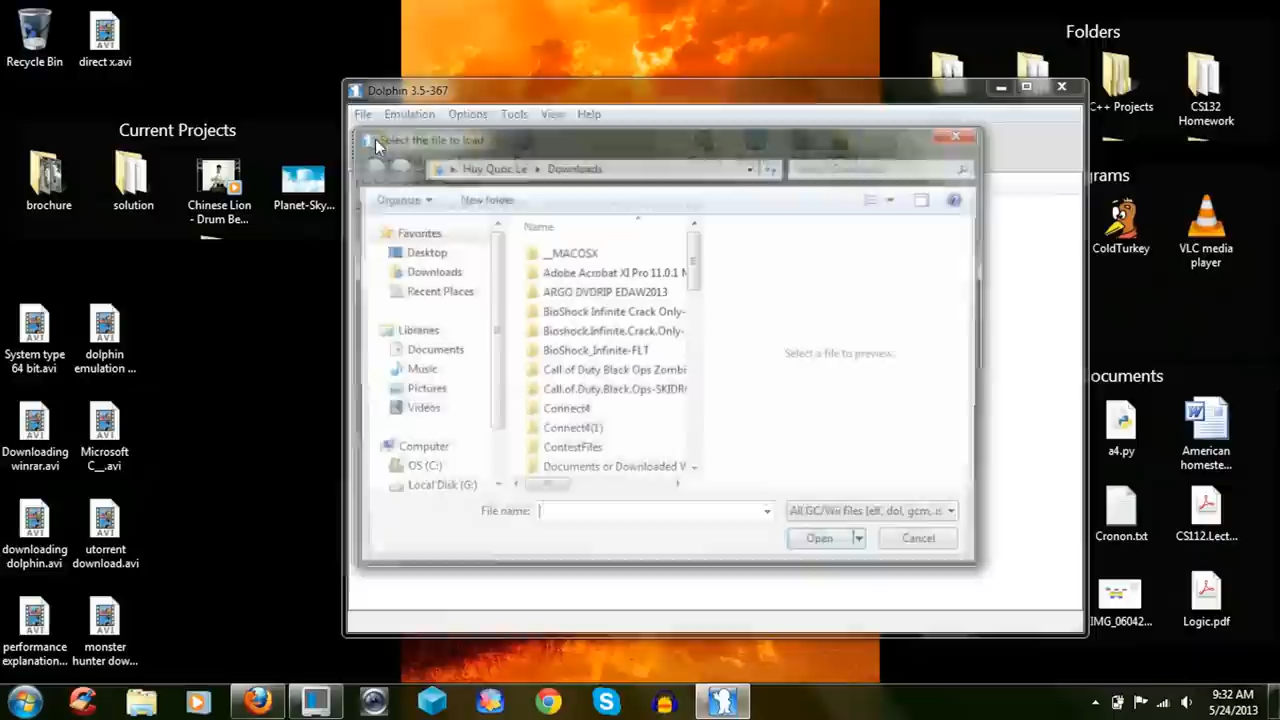 Recycle Bin
direct x.avi
Current Projects
brochure
solution
Chinese Lion
- Drum Be...
Planet-Sky,...
System type
64 bit.avi
dolphin
emulation ...
Downloading
winrar.avi
Microsoft
C__.avi
downloading
dolphin.avi
utorrent
download.avi
performance
explanation...
monster
hunter dow...
Dolphin 3.5-367
File Emulation Options Tools View Help
Select the file to load
Huy Quoc Le Downloads
Organize New folder
Favorites
Desktop
Downloads
Recent Places
Libraries
Documents
Music
Pictures
Videos
Computer
OS (C:)
Local Disk (G:)
Name
__MACOSX
Adobe Acrobat XI Pro 11.0.1
ARGO DVDRIP EDAW2013
BioShock Infinite Crack Only-
Bioshock.Infinite.Crack.Only-
BioShock_Infinite-FLT
Call of Duty Black Ops Zombi
Call.of.Duty.Black.Ops-SKIDR
Connect4
Connect4(1)
ContestFiles
Documents or Downloaded
Select a file to preview.
File name:
All GC/Wii files (elf, dol, gcm, is
Open Cancel
Folders
C++ Projects
CS132
Homework
grams
ColdTurkey
VLC media
player
ocuments
a4.py
American
homeste...
Cronon.txt
CS112.Lect...
IMG_06042...
Logic.pdf
9:32 AM
5/24/2013